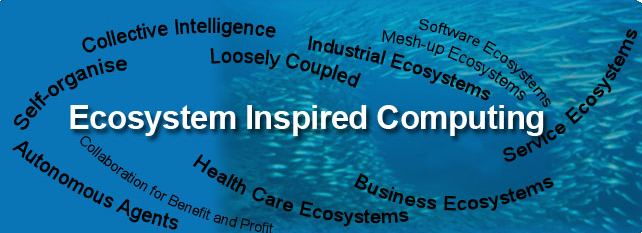 Collective Intelligence
Self-organise
Loosely Coupled
Industrial Ecosystems
Software Ecosystems
Mesh-up Ecosystems
Service Ecosystems
Ecosystem Inspired Computing
Autonomous Agents
Collaboration for Benefit and Profit
Health Care Ecosystems
Business Ecosystems